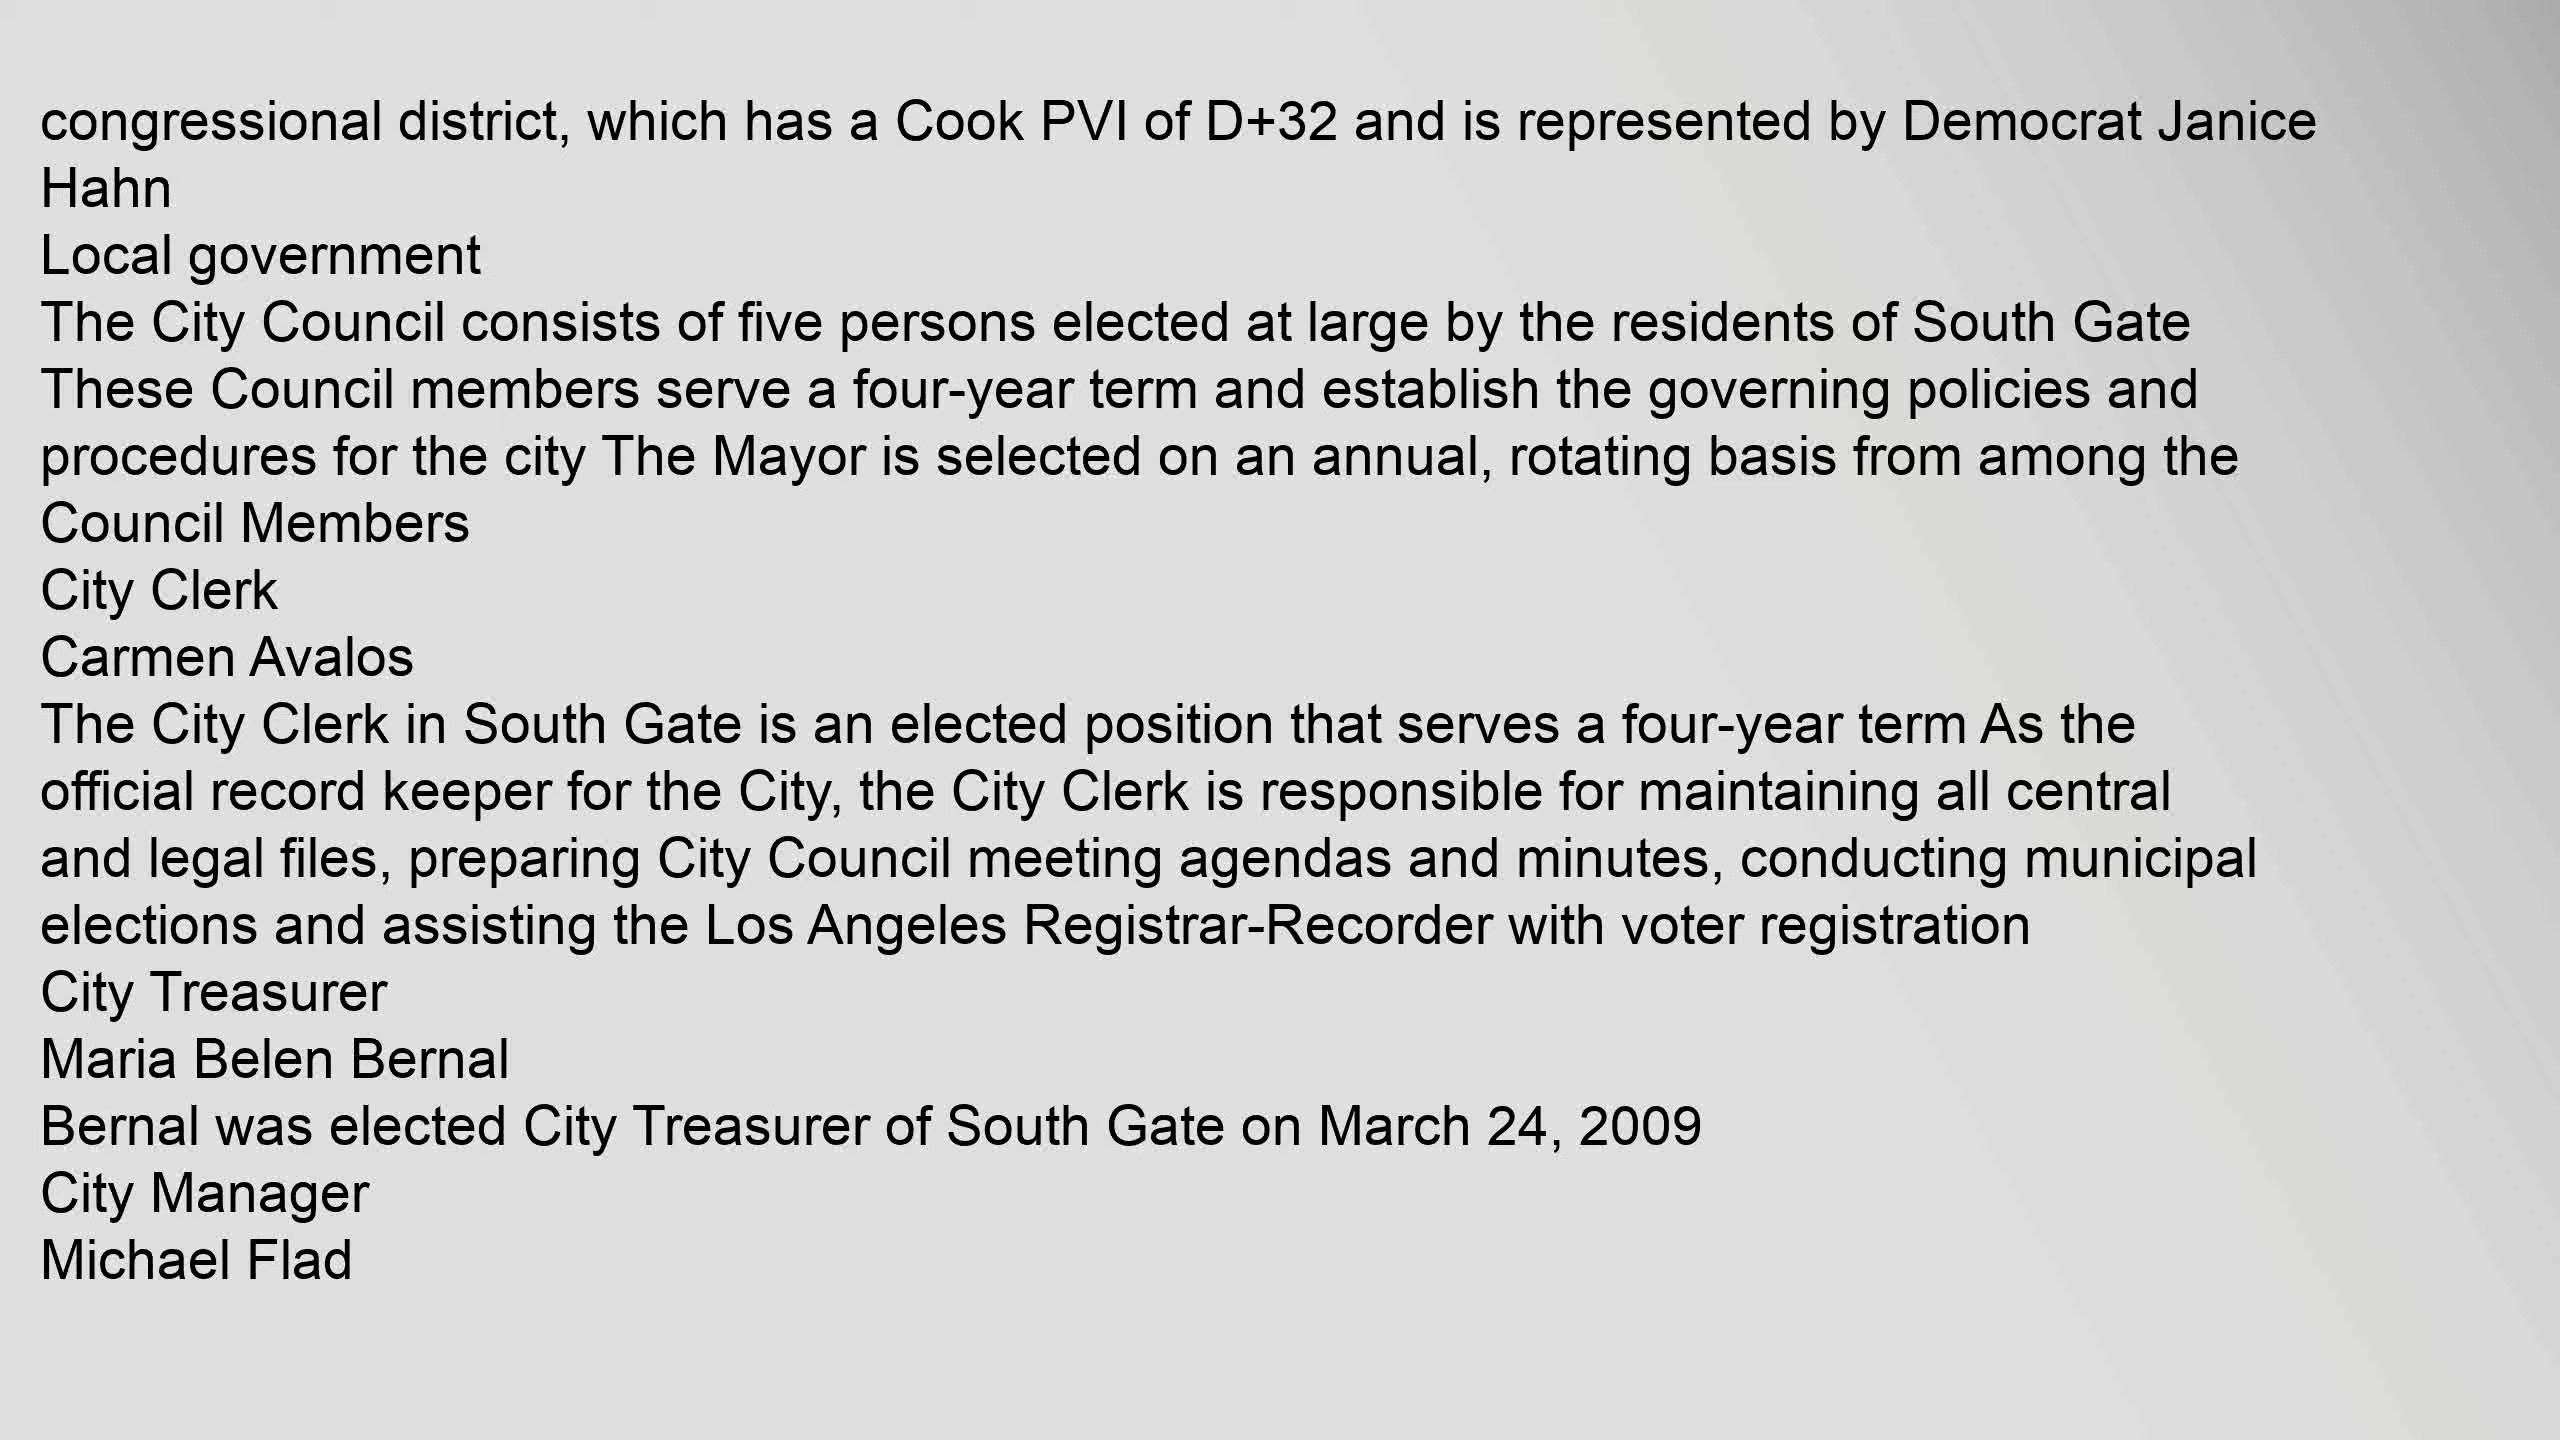 congressional district, which has a Cook PVI of D+32 and is represented by Democrat Janice
Hahn
Local government
The City Council consists of five persons elected at large by the residents of South Gate
These Council members serve a four-year term and establish the governing policies and
procedures for the city The Mayor is selected on an annual, rotating basis from among the
Council Members
City Clerk
Carmen Avalos
The City Clerk in South Gate is an elected position that serves a four-year term As the
official record keeper for the City, the City Clerk is responsible for maintaining all central
and legal files, preparing City Council meeting agendas and minutes, conducting municipal
elections and assisting the Los Angeles Registrar-Recorder with voter registration
City Treasurer
Maria Belen Bernal
Bernal was elected City Treasurer of South Gate on March 24, 2009
City Manager
Michael Flad